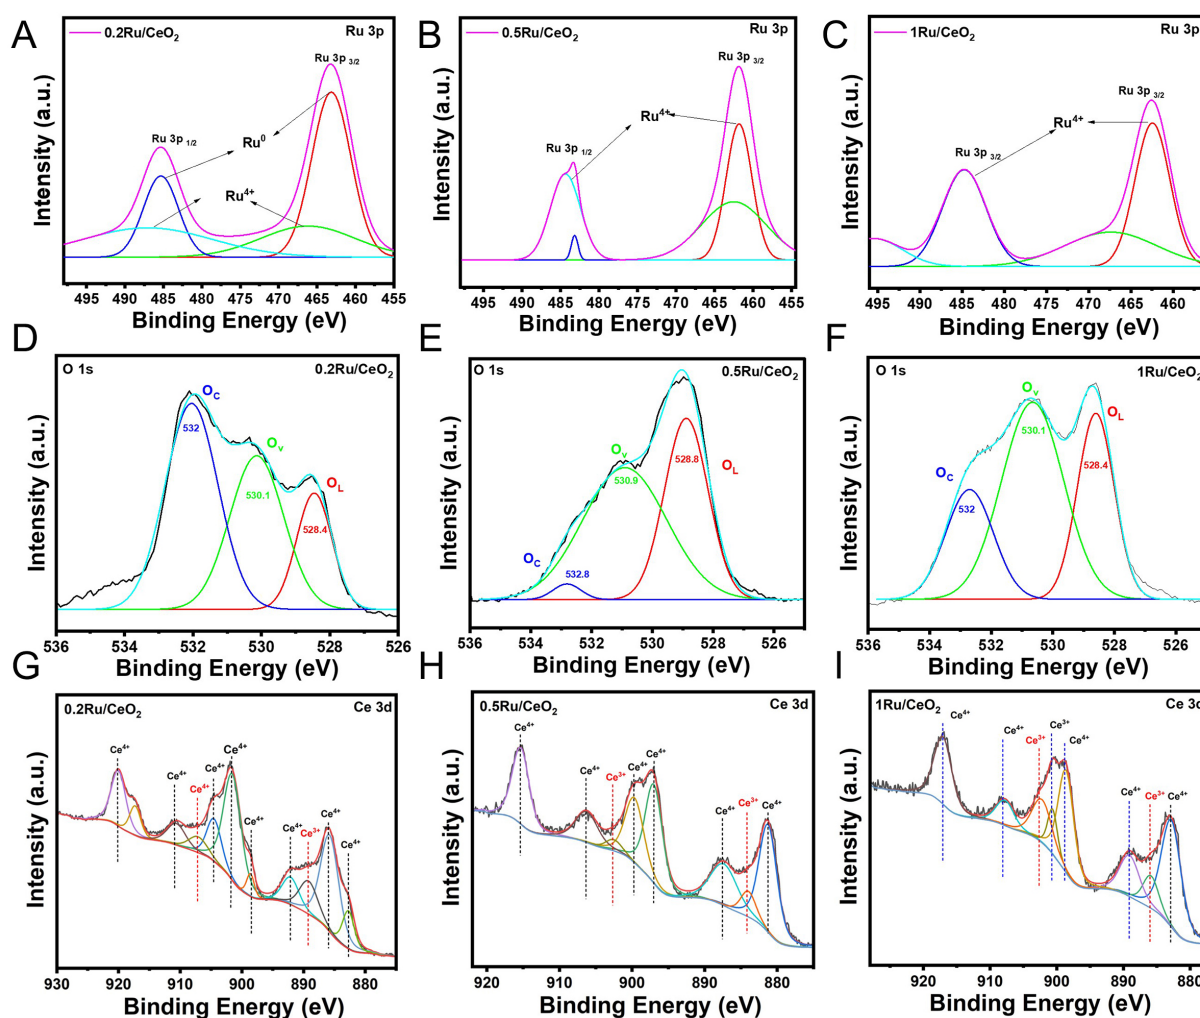 A
0.2Ru/CeO2
Ru 3p
Ru 3p 3/2
Ru 3p 1/2
Ru0
Ru4+
Intensity (a.u.)
495 490 485 480 475 470 465 460 455
Binding Energy (eV)
B
0.5Ru/CeO2
Ru 3p
Ru 3p 3/2
Ru4+
Ru 3p 1/2
Intensity (a.u.)
495 490 485 480 475 470 465 460 455
Binding Energy (eV)
C
1Ru/CeO2
Ru 3p
Ru 3p 3/2
Ru4+
Ru 3p 3/2
Intensity (a.u.)
495 490 485 480 475 470 465 460
Binding Energy (eV)
D
O 1s
0.2Ru/CeO2
OC
532
OV
530.1
OL
528.4
Intensity (a.u.)
536 534 532 530 528 526
Binding Energy (eV)
E
O 1s
0.5Ru/CeO2
OV
530.9
528.8
OL
OC
532.8
Intensity (a.u.)
536 534 532 530 528 526
Binding Energy (eV)
F
O 1s
1Ru/CeO2
OV
530.1
OL
528.4
OC
532
Intensity (a.u.)
536 534 532 530 528 526
Binding Energy (eV)
G
0.2Ru/CeO2
Ce 3d
Ce4+
Ce4+
Ce4+
Ce4+
Ce4+
Ce4+
Ce4+
Ce3+
Ce4+
Ce4+
Intensity (a.u.)
930 920 910 900 890 880
Binding Energy (eV)
H
0.5Ru/CeO2
Ce 3d
Ce4+
Ce4+
Ce3+
Ce4+
Ce4+
Ce4+
Ce3+
Ce4+
Intensity (a.u.)
920 910 900 890 880
Binding Energy (eV)
I
1Ru/CeO2
Ce 3d
Ce4+
Ce4+
Ce3+
Ce3+
Ce4+
Ce4+
Ce3+
Ce4+
Intensity (a.u.)
920 910 900 890 880
Binding Energy (eV)